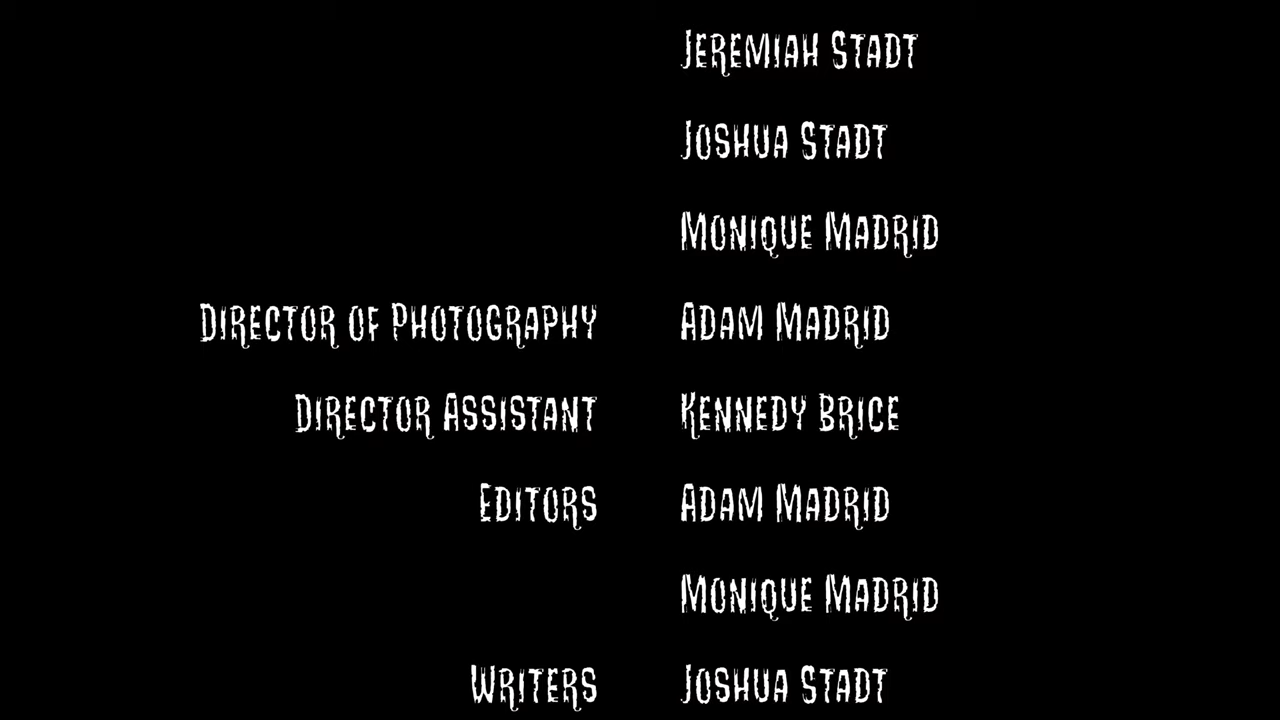 Jeremiah Stadt
Joshua Stadt
Monique Madrid
Director of Photography Adam Madrid
Director Assistant Kennedy Brice
Editors Adam Madrid
Monique Madrid
Writers Joshua Stadt